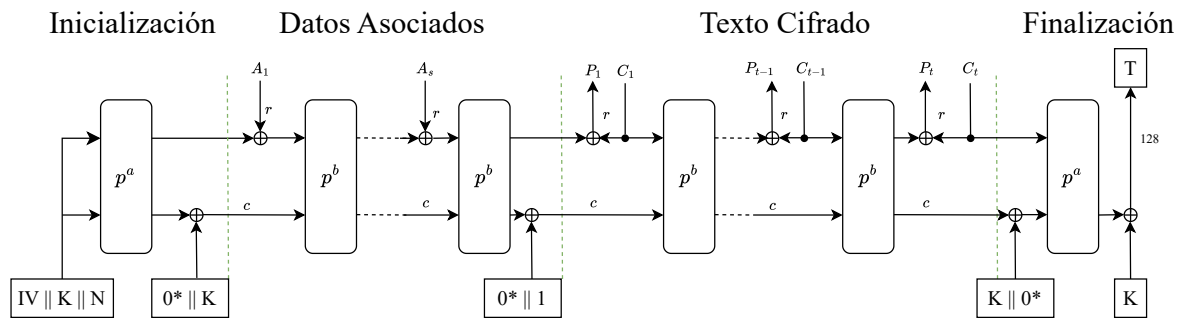 Inicialización Datos Asociados Texto Cifrado Finalización
T
A₁ Aₛ P₁ C₁ Pₜ₋₁ Cₜ₋₁ Pₜ Cₜ
r r r r r
128
pᵃ pᵇ pᵇ pᵇ pᵇ pᵃ
c c c c c
IV || K || N 0* || K 0* || 1 K || 0* K